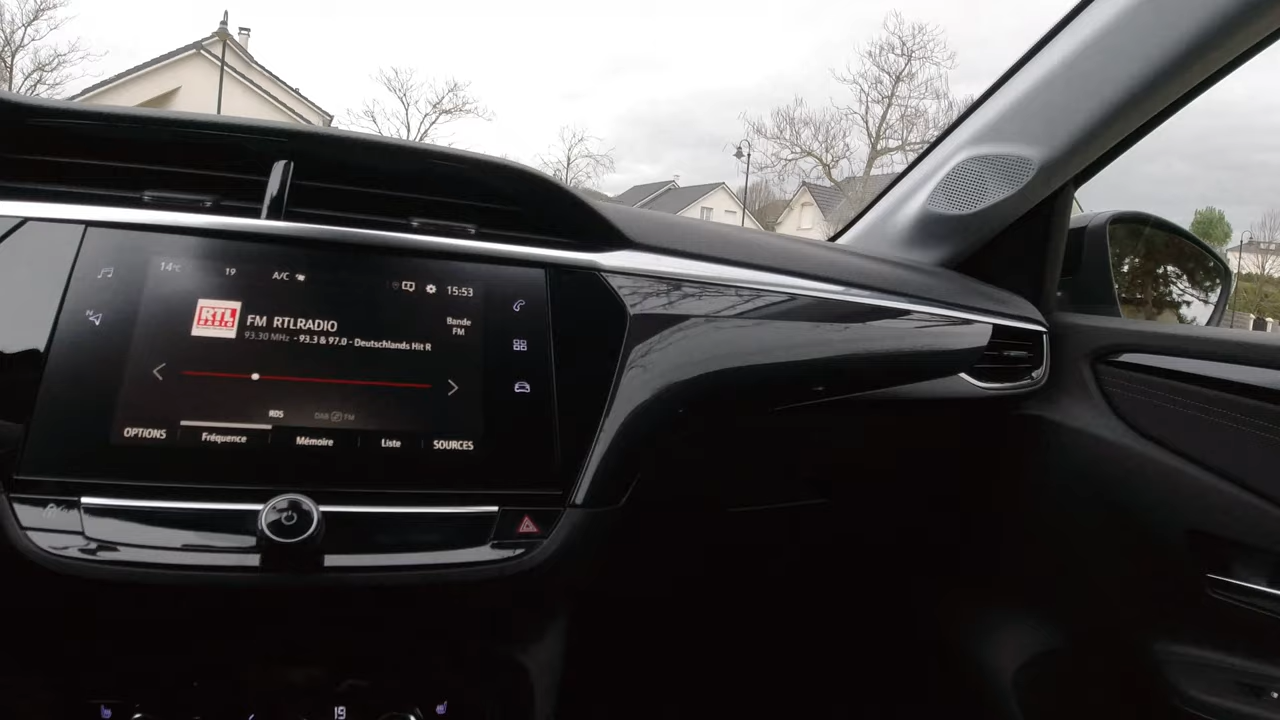 14°C 19 A/C 15:53
RTL
RADIO
FM RTLRADIO
93.30 MHz - 93.3 & 97.0 - Deutschlands Hit R
Bande
FM
N
RDS DAB FM
OPTIONS Fréquence Mémoire Liste SOURCES
19